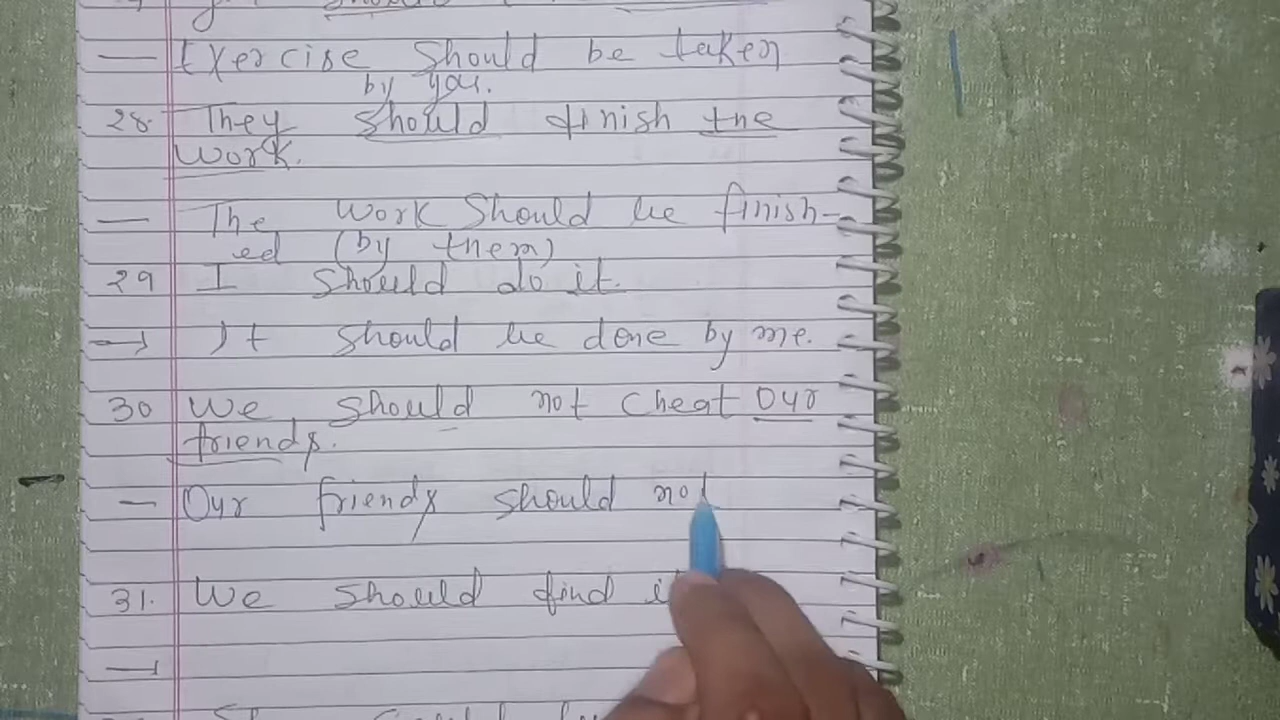 — Exercise should be taken
by you.
28. They should finish the
work.
— The work should be finish-
ed (by them)
29 I should do it.
→ It should be done by me.
30 We should not cheat our
friends.
— Our friends should not
31. We should find it
→